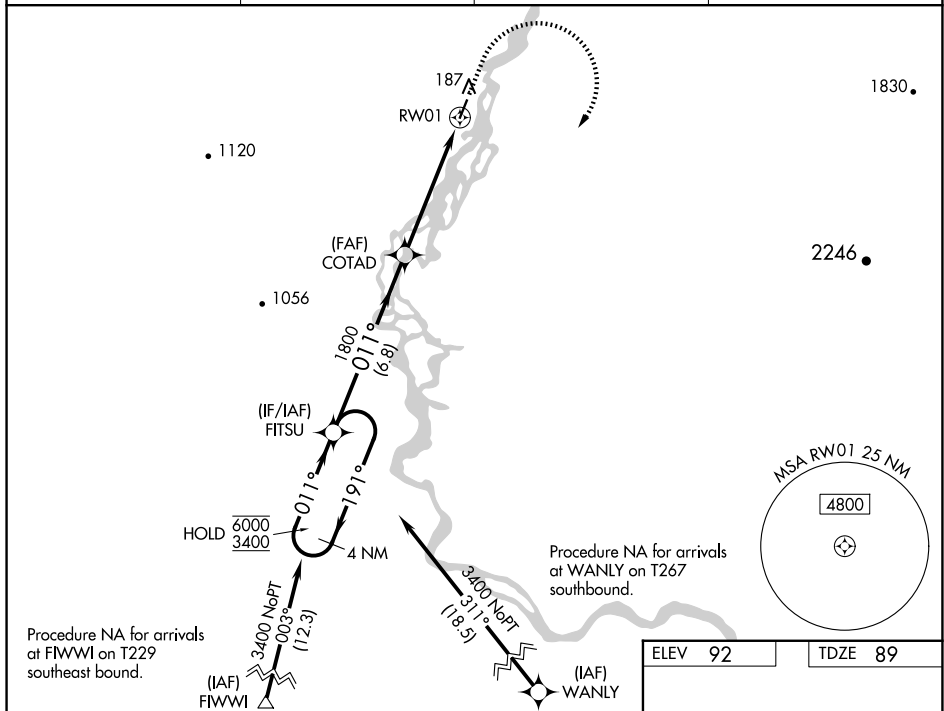 187
RW01
1830
1120
(FAF)
COTAD
2246
1056
1800
011°
(6.8)
(IF/IAF)
FITSU
011°
191°
HOLD 6000
3400
4 NM
MSA RW01 25 NM
4800
Procedure NA for arrivals
at WANLY on T267
southbound.
3400 NoPT
311°
(18.5)
3400 NoPT
003°
(12.3)
Procedure NA for arrivals
at FIWWI on T229
southeast bound.
(IAF)
FIWWI
(IAF)
WANLY
ELEV 92
TDZE 89